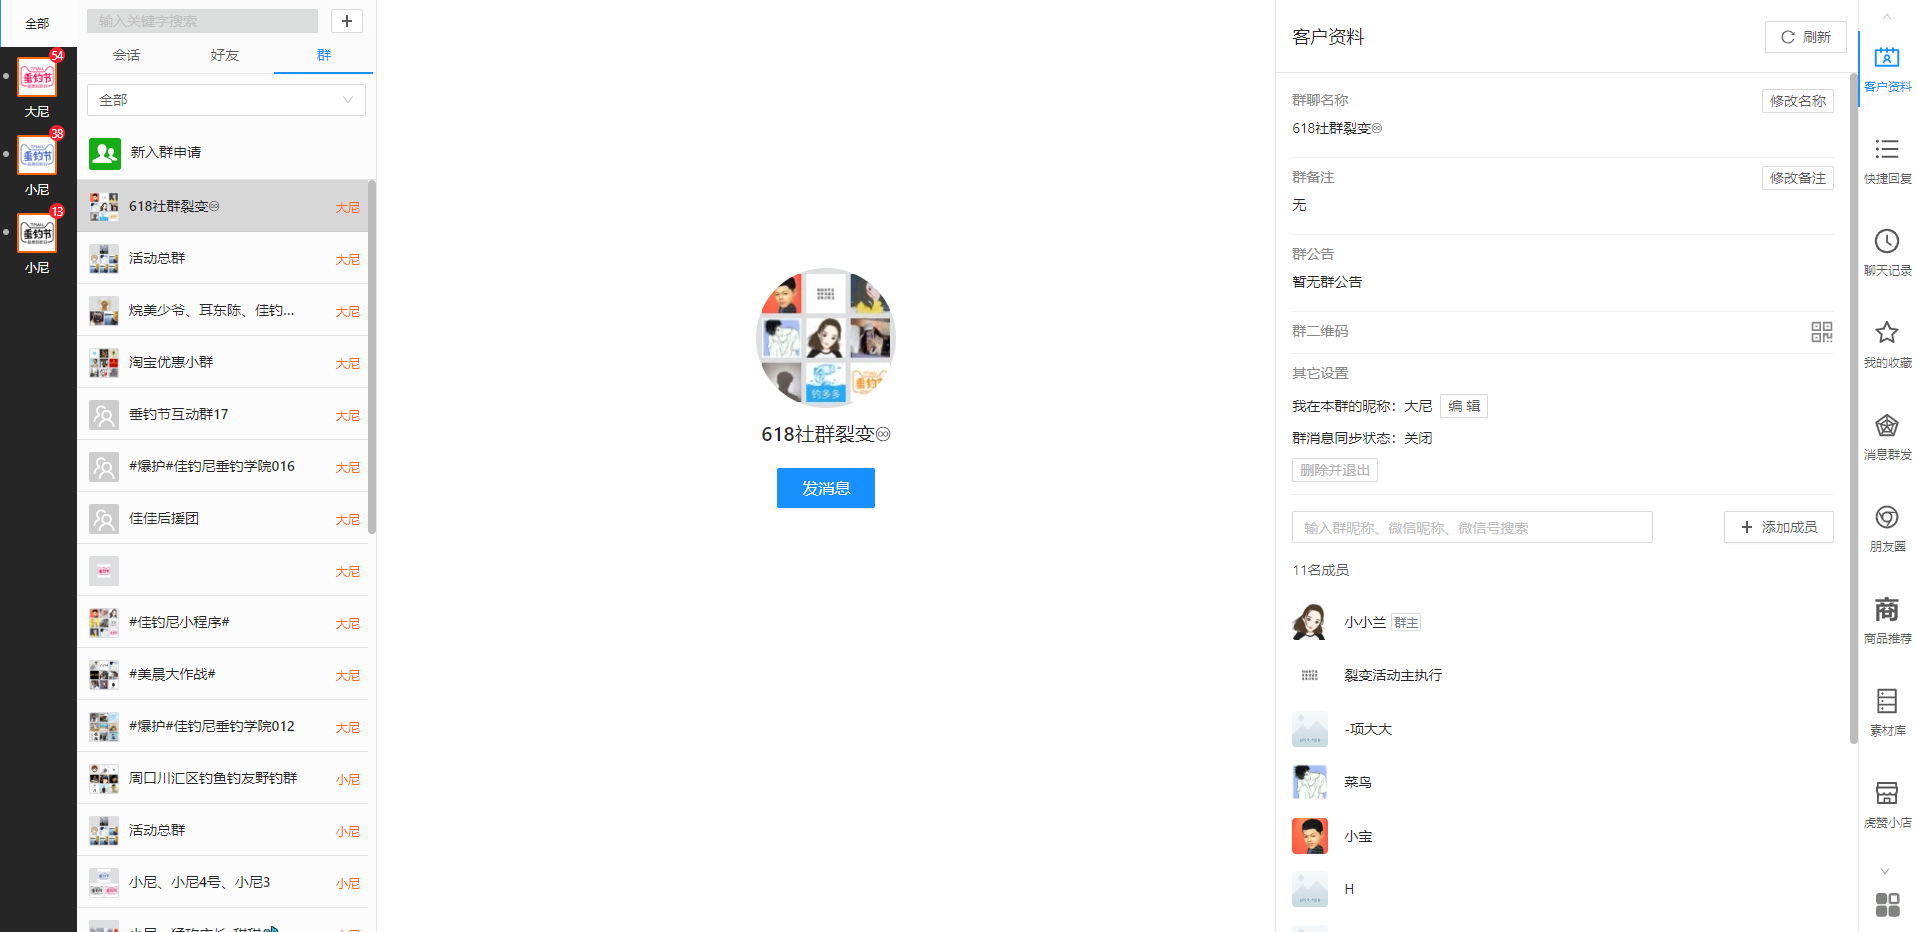 全部
54
大尼
38
小尼
13
小尼
输入关键字搜索
会话
好友
群
全部
新入群申请
618社群裂变♾
大尼
活动总群
大尼
烷美少爷、耳东陈、佳钓...
大尼
淘宝优惠小群
大尼
垂钓节互动群17
大尼
#爆护#佳钓尼垂钓学院016
大尼
佳佳后援团
大尼
大尼
#佳钓尼小程序#
大尼
#美晨大作战#
大尼
#爆护#佳钓尼垂钓学院012
大尼
周口川汇区钓鱼钓友野钓群
小尼
活动总群
小尼
小尼、小尼4号、小尼3
小尼
钓多多
垂钓节
618社群裂变♾
发消息
客户资料
刷新
群聊名称
修改名称
618社群裂变♾
群备注
修改备注
无
群公告
暂无群公告
群二维码
其它设置
我在本群的昵称：大尼
编 辑
群消息同步状态：关闭
删除并退出
输入群昵称、微信昵称、微信号搜索
添加成员
11名成员
小小兰
群主
裂变活动主执行
-项大大
菜鸟
小宝
H
客户资料
快捷回复
聊天记录
我的收藏
消息群发
朋友圈
商
商品推荐
素材库
虎赞小店